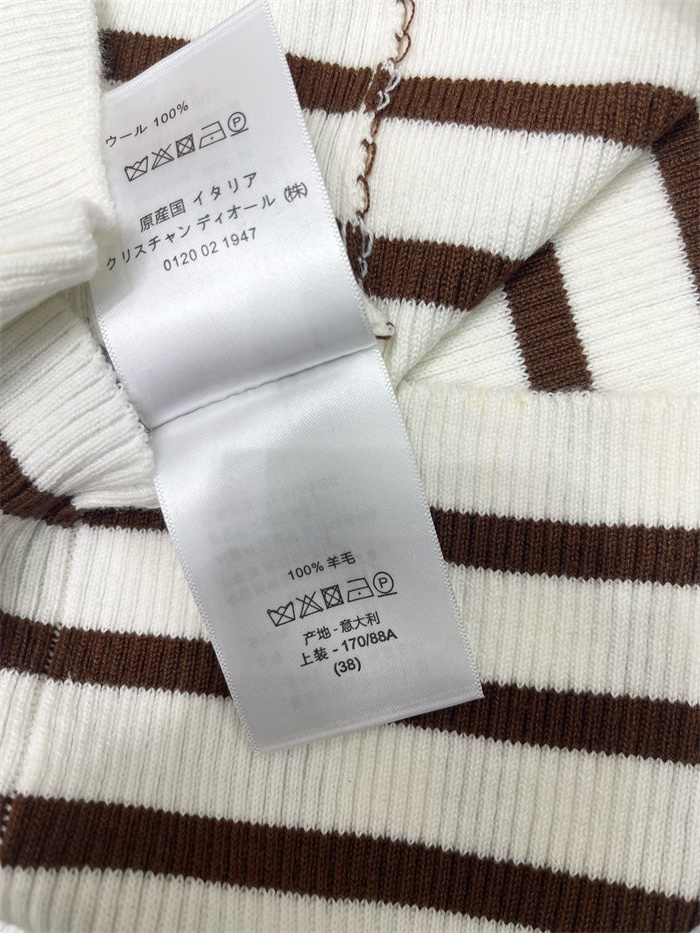 ウール 100%
原産国 イタリア
クリスチャン ディオール (株)
0120 02 1947
100% 羊毛
产地 - 意大利
上装 - 170/88A
(38)